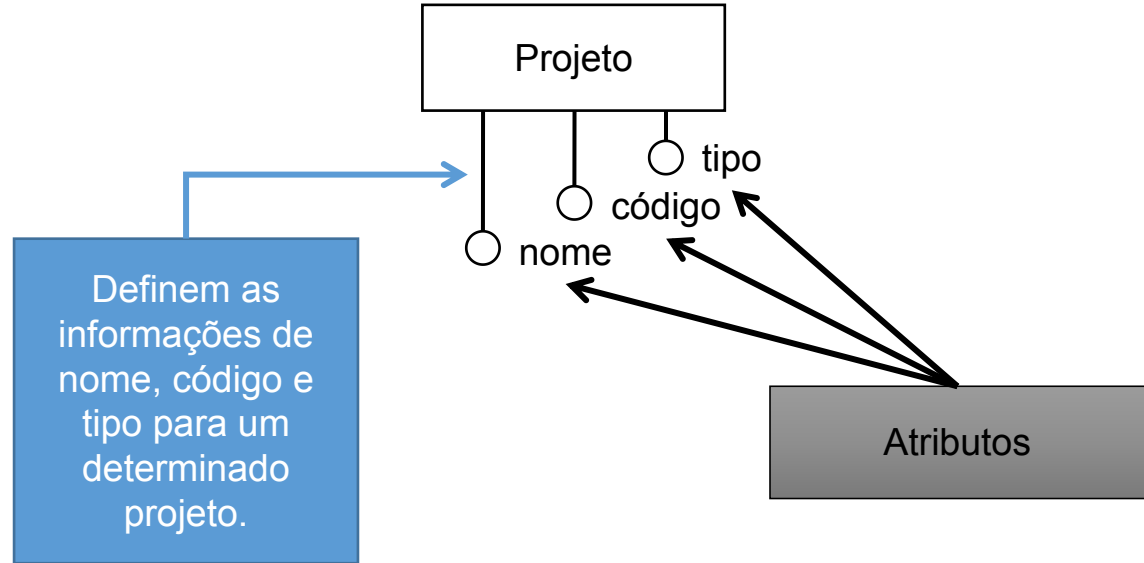 Projeto
tipo
código
nome
Definem as
informações de
nome, código e
tipo para um
determinado
projeto.
Atributos